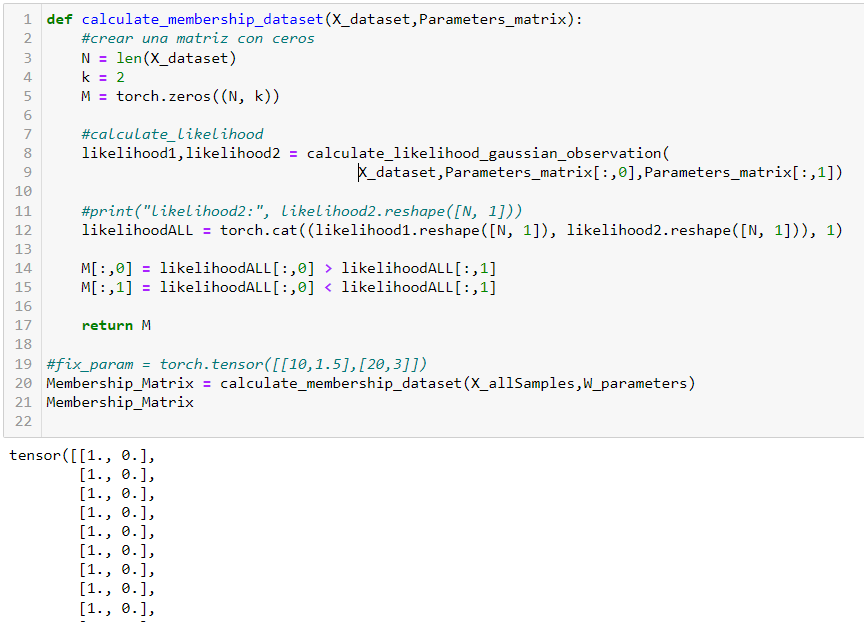 1 def calculate_membership_dataset(X_dataset,Parameters_matrix):
2 #crear una matriz con ceros
3 N = len(X_dataset)
4 k = 2
5 M = torch.zeros((N, k))
6
7 #calculate_likelihood
8 likelihood1,likelihood2 = calculate_likelihood_gaussian_observation(
9 X_dataset,Parameters_matrix[:,0],Parameters_matrix[:,1])
10
11 #print("likelihood2:", likelihood2.reshape([N, 1]))
12 likelihoodALL = torch.cat((likelihood1.reshape([N, 1]), likelihood2.reshape([N, 1])), 1)
13
14 M[:,0] = likelihoodALL[:,0] > likelihoodALL[:,1]
15 M[:,1] = likelihoodALL[:,0] < likelihoodALL[:,1]
16
17 return M
18
19 #fix_param = torch.tensor([[10,1.5],[20,3]])
20 Membership_Matrix = calculate_membership_dataset(X_allSamples,W_parameters)
21 Membership_Matrix
22
tensor([[1., 0.],
[1., 0.],
[1., 0.],
[1., 0.],
[1., 0.],
[1., 0.],
[1., 0.],
[1., 0.],
[1., 0.],